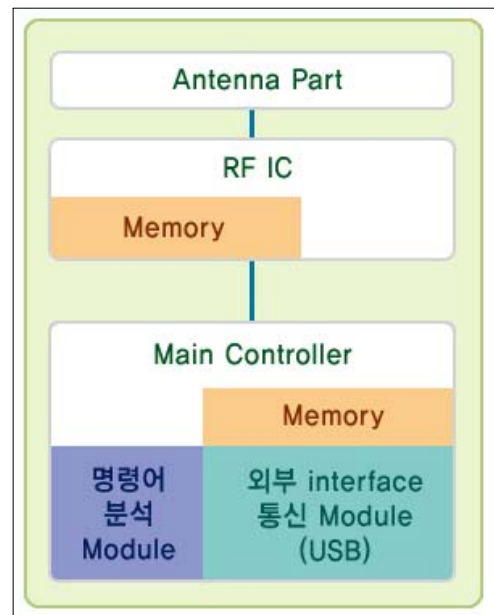 Antenna Part
RF IC
Memory
Main Controller
Memory
명령어
분석
Module
외부 interface
통신 Module
(USB)